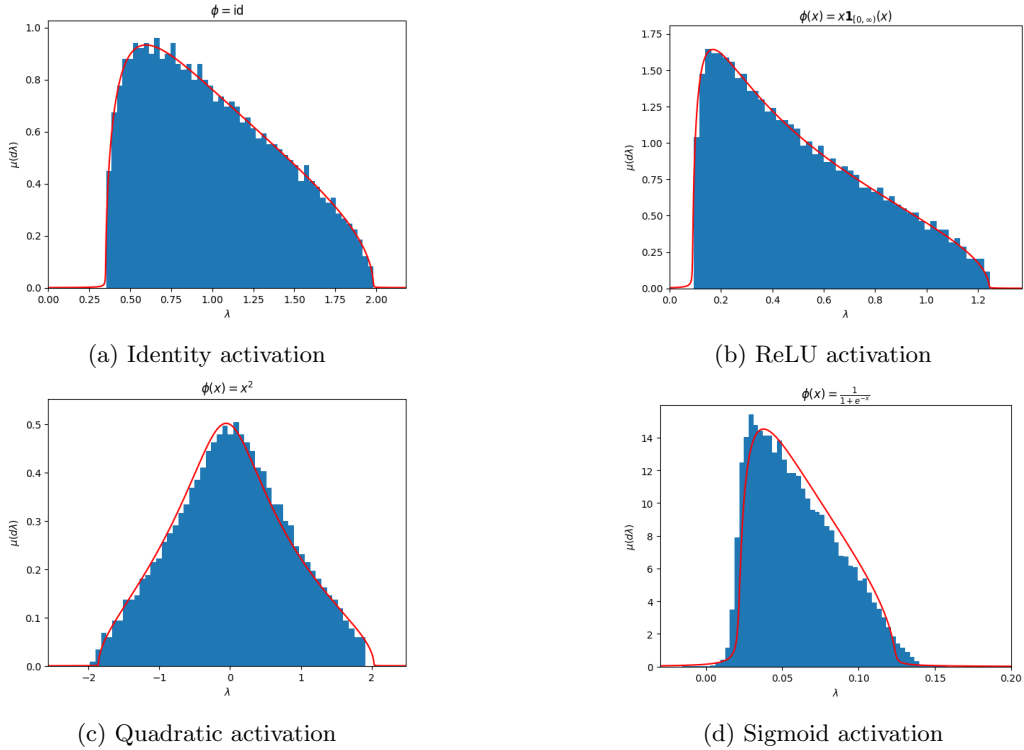 ϕ = id
1.0
0.8
0.6
0.4
0.2
0.0
μ(dλ)
0.00 0.25 0.50 0.75 1.00 1.25 1.50 1.75 2.00
λ
(a) Identity activation
ϕ(x) = x𝟏[0, ∞)(x)
1.75
1.50
1.25
1.00
0.75
0.50
0.25
0.00
μ(dλ)
0.0 0.2 0.4 0.6 0.8 1.0 1.2
λ
(b) ReLU activation
ϕ(x) = x²
0.5
0.4
0.3
0.2
0.1
0.0
μ(dλ)
−2 −1 0 1 2
λ
(c) Quadratic activation
ϕ(x) = 1/(1 + e⁻ˣ)
14
12
10
8
6
4
2
0
μ(dλ)
0.00 0.05 0.10 0.15 0.20
λ
(d) Sigmoid activation